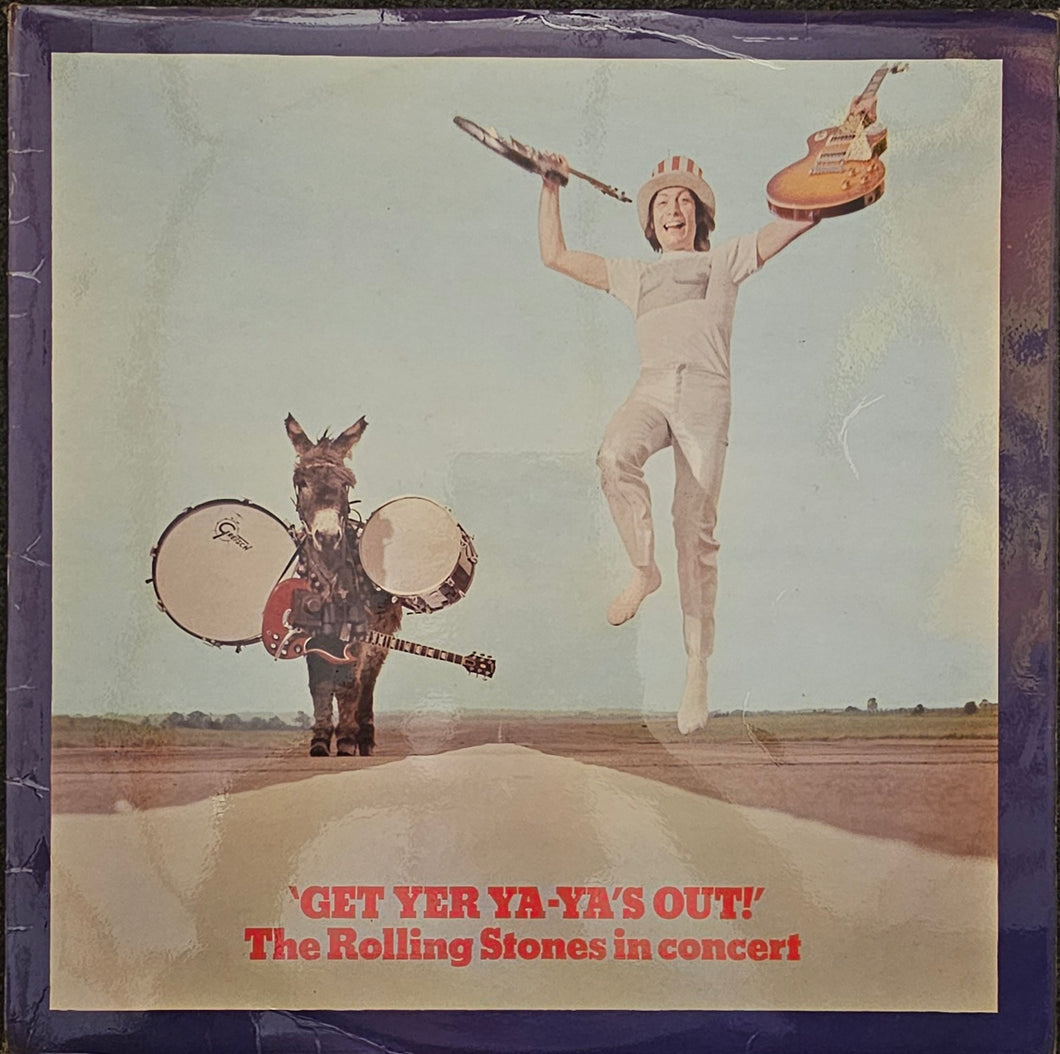 Gretsch
‘GET YER YA-YA’S OUT!’
The Rolling Stones in concert